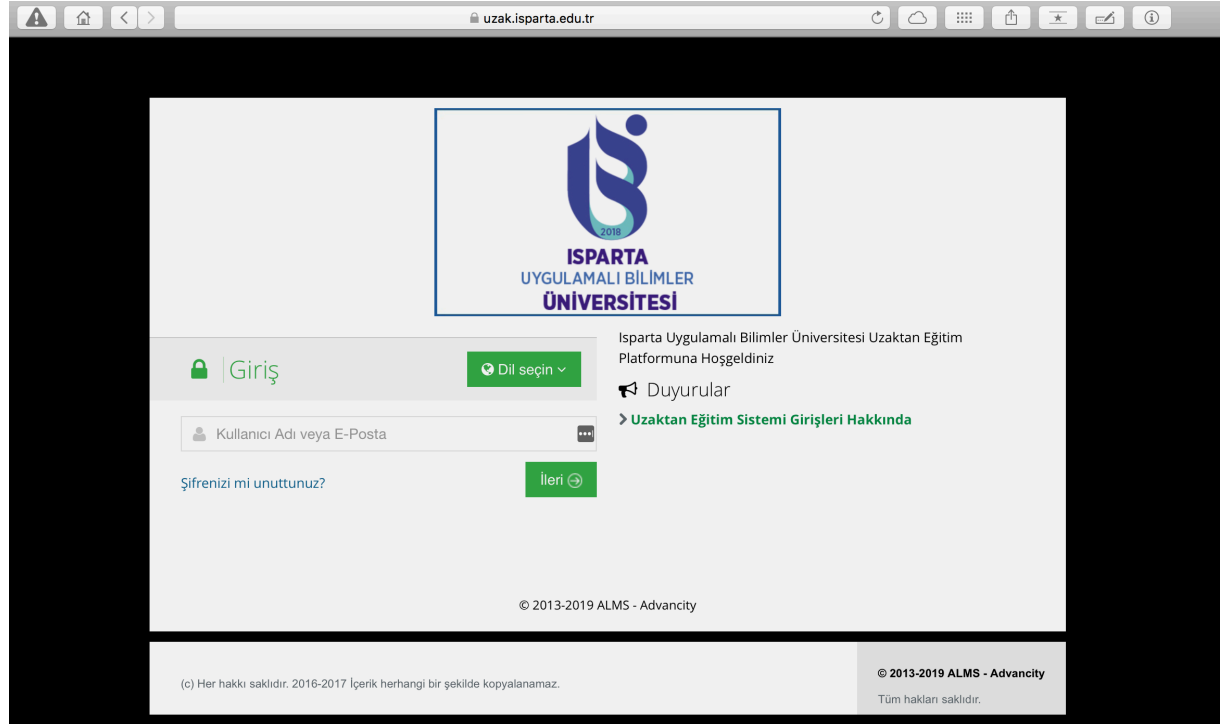 uzak.isparta.edu.tr
2018
ISPARTA
UYGULAMALI BİLİMLER
ÜNİVERSİTESİ
Giriş
Dil seçin
Kullanıcı Adı veya E-Posta
Şifrenizi mi unuttunuz?
İleri
Isparta Uygulamalı Bilimler Üniversitesi Uzaktan Eğitim
Platformuna Hoşgeldiniz
Duyurular
Uzaktan Eğitim Sistemi Girişleri Hakkında
© 2013-2019 ALMS - Advancity
(c) Her hakkı saklıdır. 2016-2017 İçerik herhangi bir şekilde kopyalanamaz.
© 2013-2019 ALMS - Advancity
Tüm hakları saklıdır.